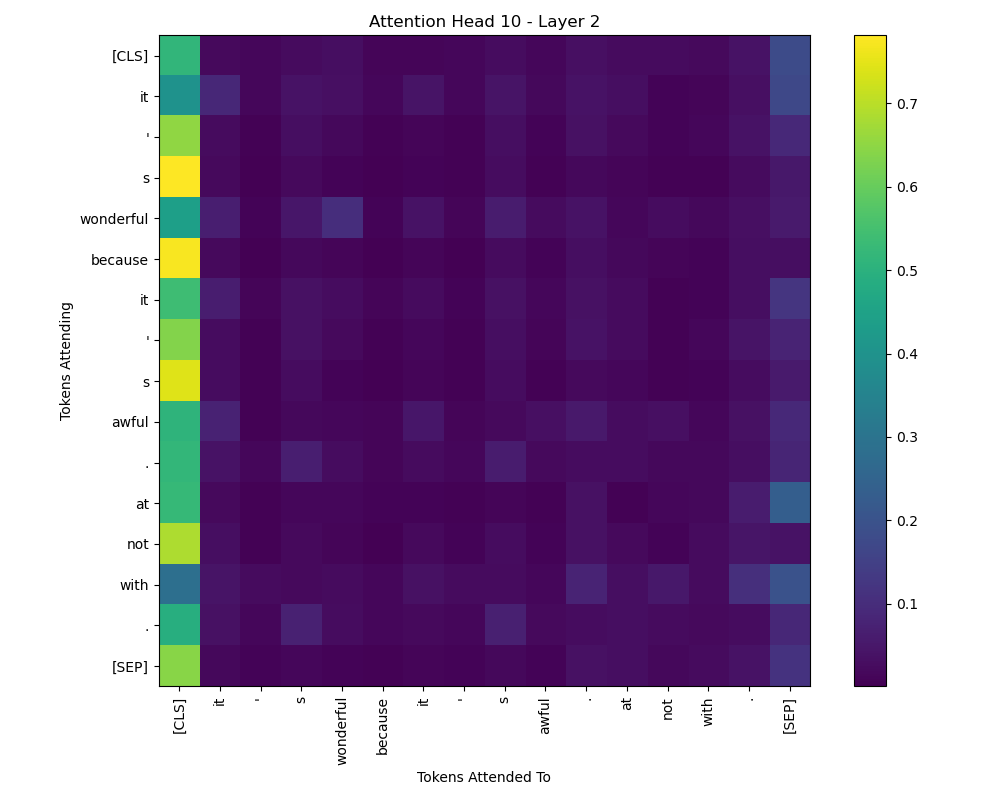 Attention Head 10 - Layer 2
[CLS]
it
'
s
wonderful
because
it
'
s
awful
.
at
not
with
.
[SEP]
Tokens Attending
[CLS]
it
'
s
wonderful
because
it
'
s
awful
.
at
not
with
.
[SEP]
Tokens Attended To
0.7
0.6
0.5
0.4
0.3
0.2
0.1